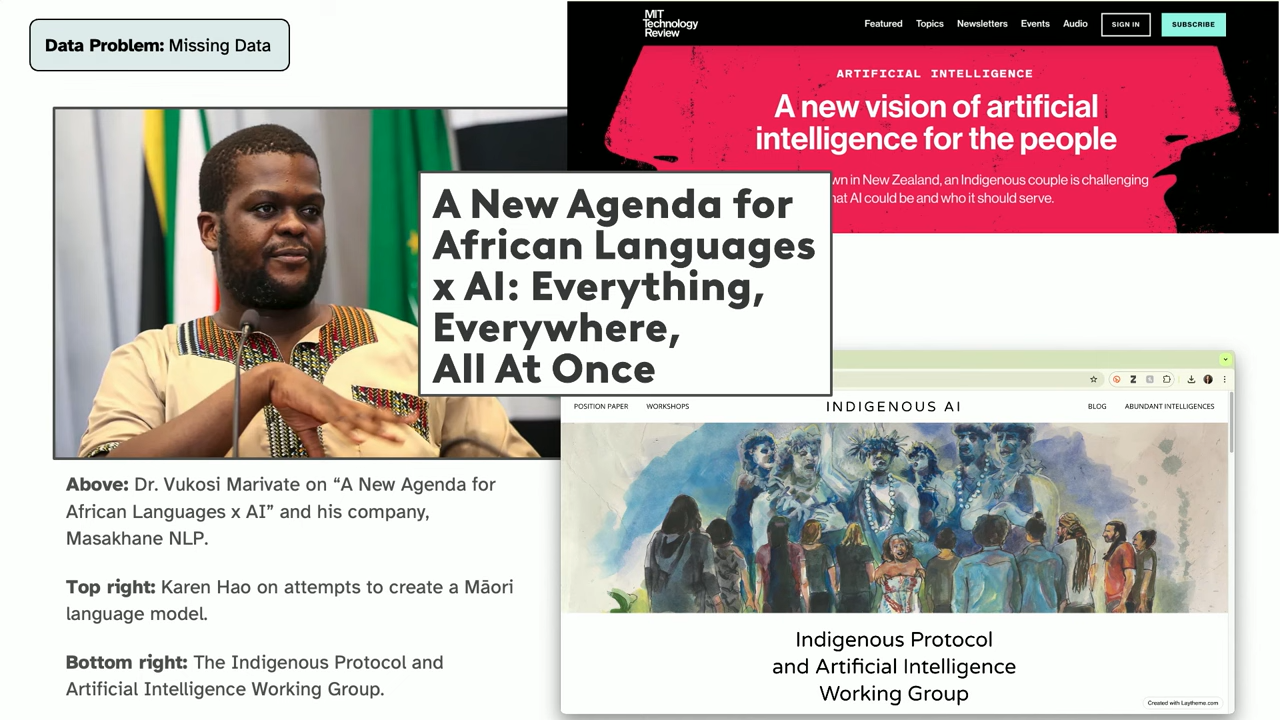 Data Problem: Missing Data
MIT
Technology
Review
Featured Topics Newsletters Events Audio SIGN IN SUBSCRIBE
ARTIFICIAL INTELLIGENCE
A new vision of artificial
intelligence for the people
in New Zealand, an Indigenous couple is challenging
AI could be and who it should serve.
A New Agenda for
African Languages
x AI: Everything,
Everywhere,
All At Once
POSITION PAPER WORKSHOPS INDIGENOUS AI BLOG ABUNDANT INTELLIGENCES
Indigenous Protocol
and Artificial Intelligence
Working Group
Created with Laytheme.com
Above: Dr. Vukosi Marivate on “A New Agenda for
African Languages x AI” and his company,
Masakhane NLP.
Top right: Karen Hao on attempts to create a Māori
language model.
Bottom right: The Indigenous Protocol and
Artificial Intelligence Working Group.